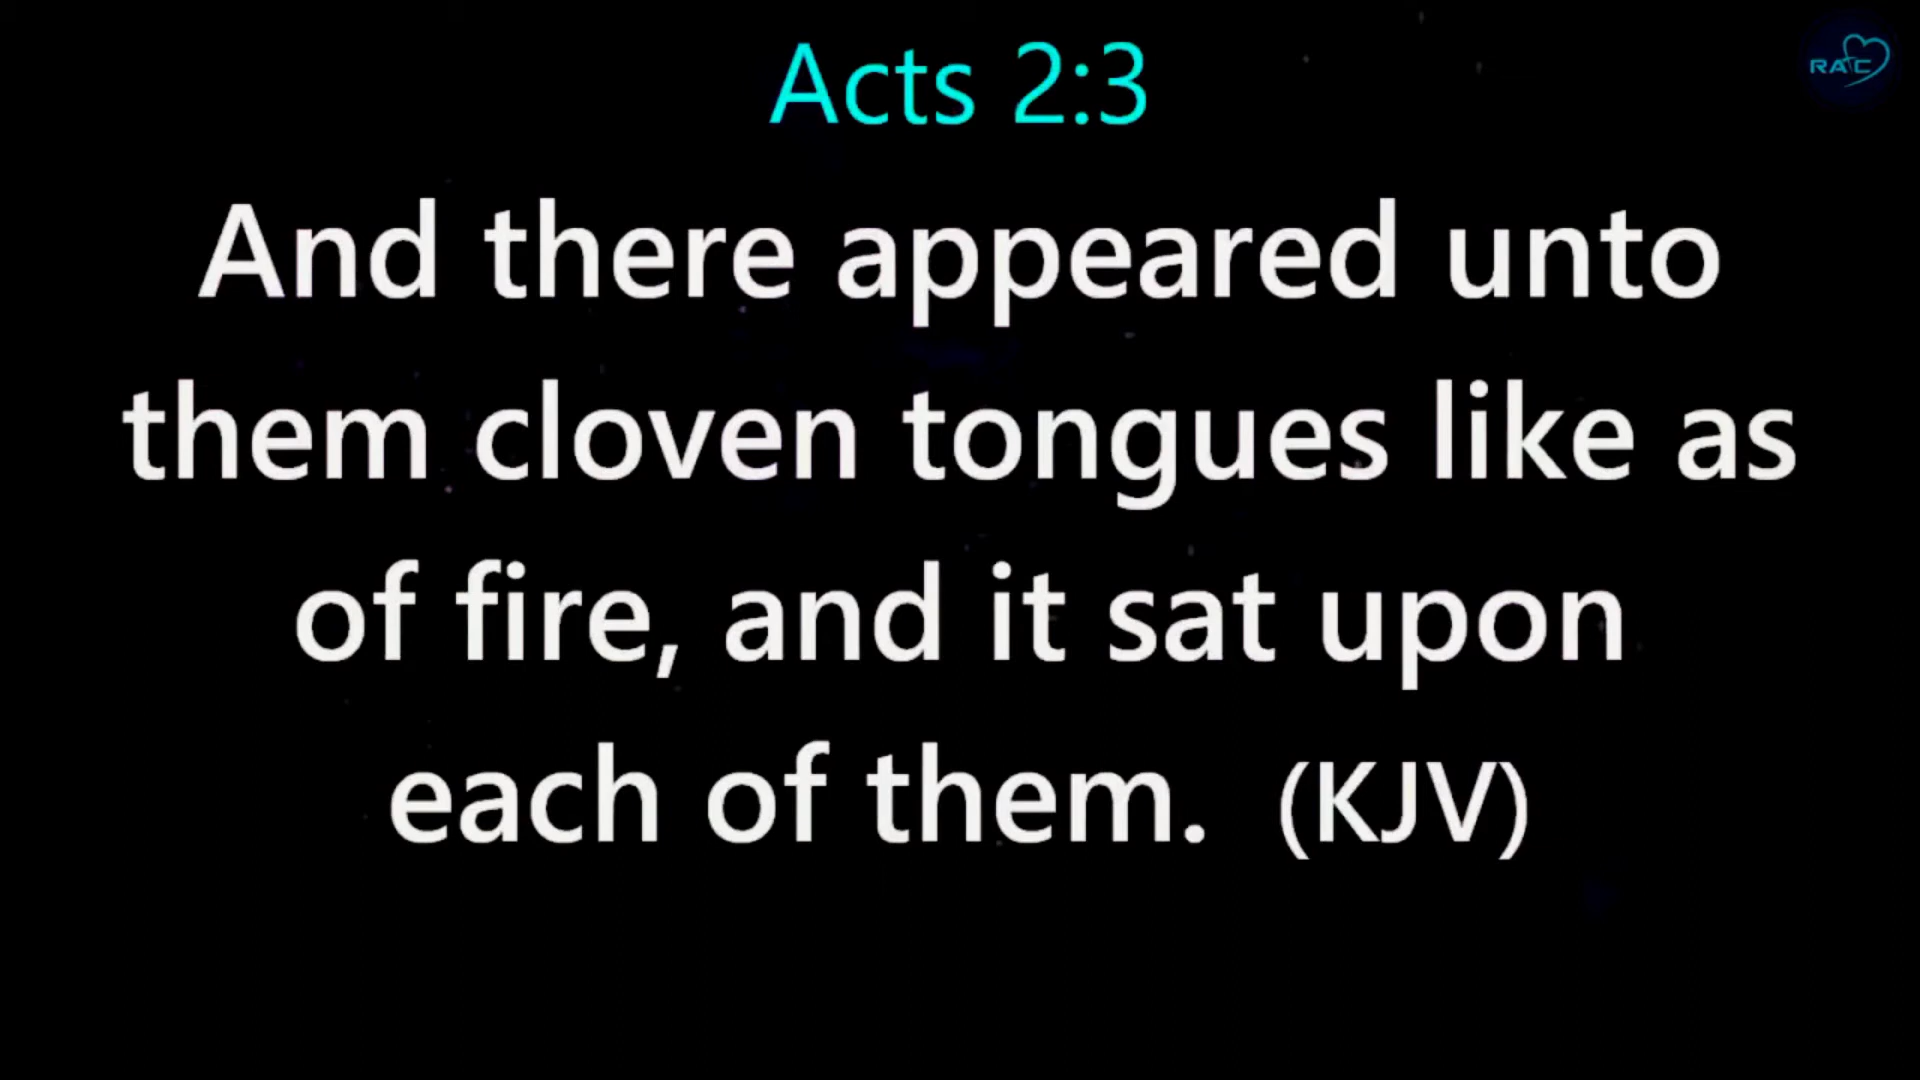 Acts 2:3
RATC
And there appeared unto
them cloven tongues like as
of fire, and it sat upon
each of them. (KJV)